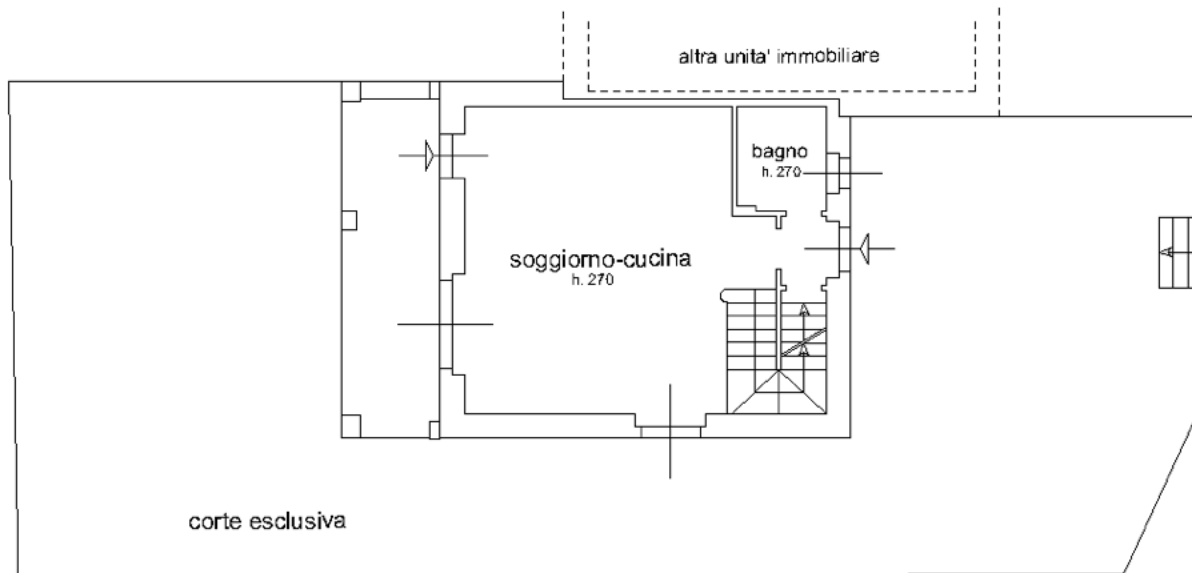 altra unita' immobiliare
bagno
h. 270
soggiorno-cucina
h. 270
corte esclusiva